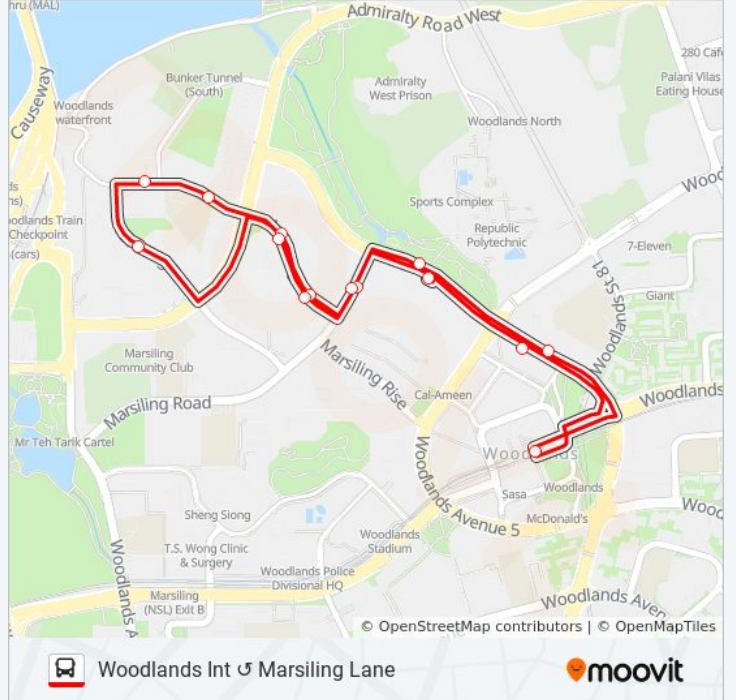 hru (MAL)
Admiralty Road West
280 Cafe
Bunker Tunnel
(South)
Admiralty
West Prison
Palani Vilas
Eating House
Causeway
Woodlands
waterfront
Woodlands North
Wood
ds
ns)
Sports Complex
oodlands Train
Checkpoint
(cars)
Republic
Polytechnic
7-Eleven
Woodlands St 81
Giant
Marsiling
Community Club
Marsiling Rise
Cal-Ameen
Woodlands
Marsiling Road
Mr Teh Tarik Cartel
Woodlands
Woodlands Avenue 5
Sasa
Woodlands
Wood
Sheng Siong
McDonald's
T.S. Wong Clinic
& Surgery
Woodlands
Stadium
Woodlands Police
Divisional HQ
Woodlands A
Marsiling
(NSL) Exit B
Woodlands Aven
© OpenStreetMap contributors | © OpenMapTiles
Woodlands Int ↺ Marsiling Lane
moovit